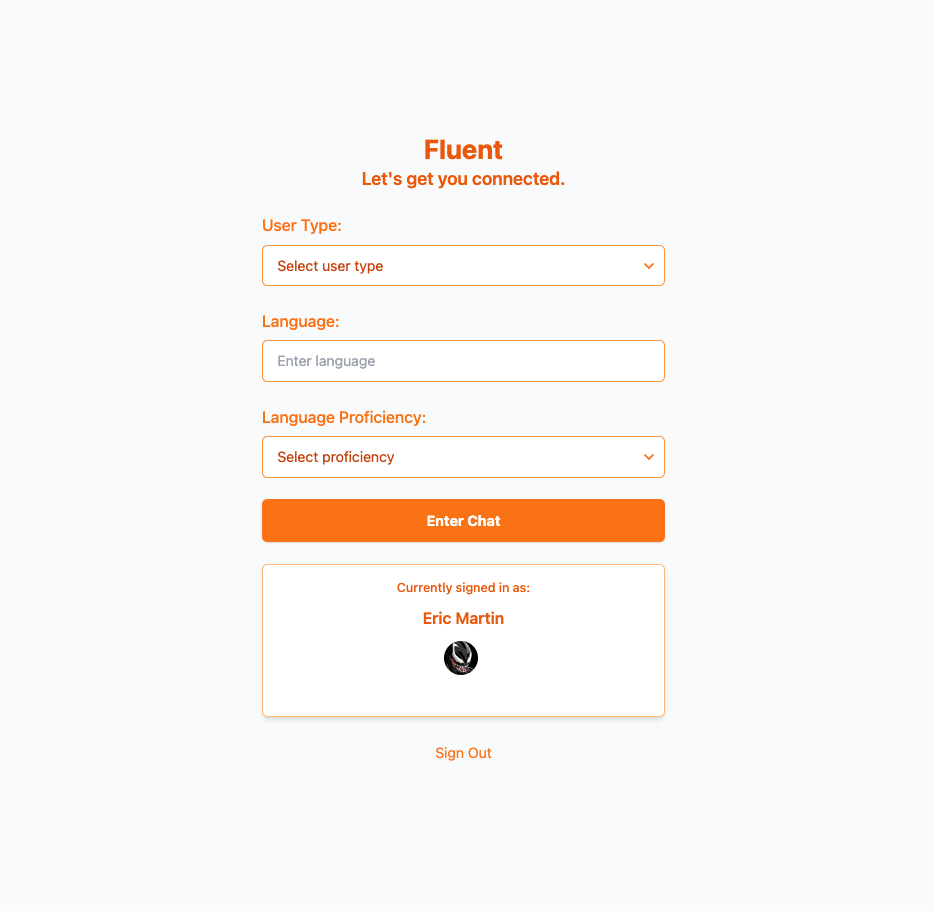 Fluent
Let's get you connected.
User Type:
Select user type
Language:
Enter language
Language Proficiency:
Select proficiency
Enter Chat
Currently signed in as:
Eric Martin
Sign Out